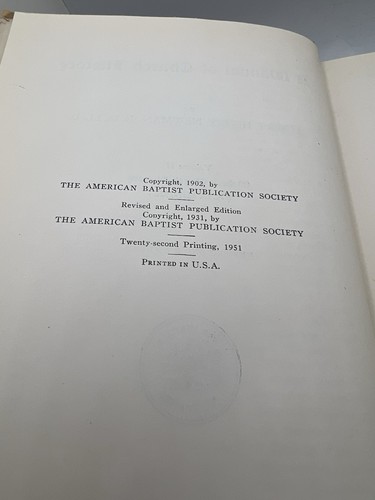 Copyright, 1902, by
THE AMERICAN BAPTIST PUBLICATION SOCIETY
Revised and Enlarged Edition
Copyright, 1931, by
THE AMERICAN BAPTIST PUBLICATION SOCIETY
Twenty-second Printing, 1951
PRINTED IN U.S.A.